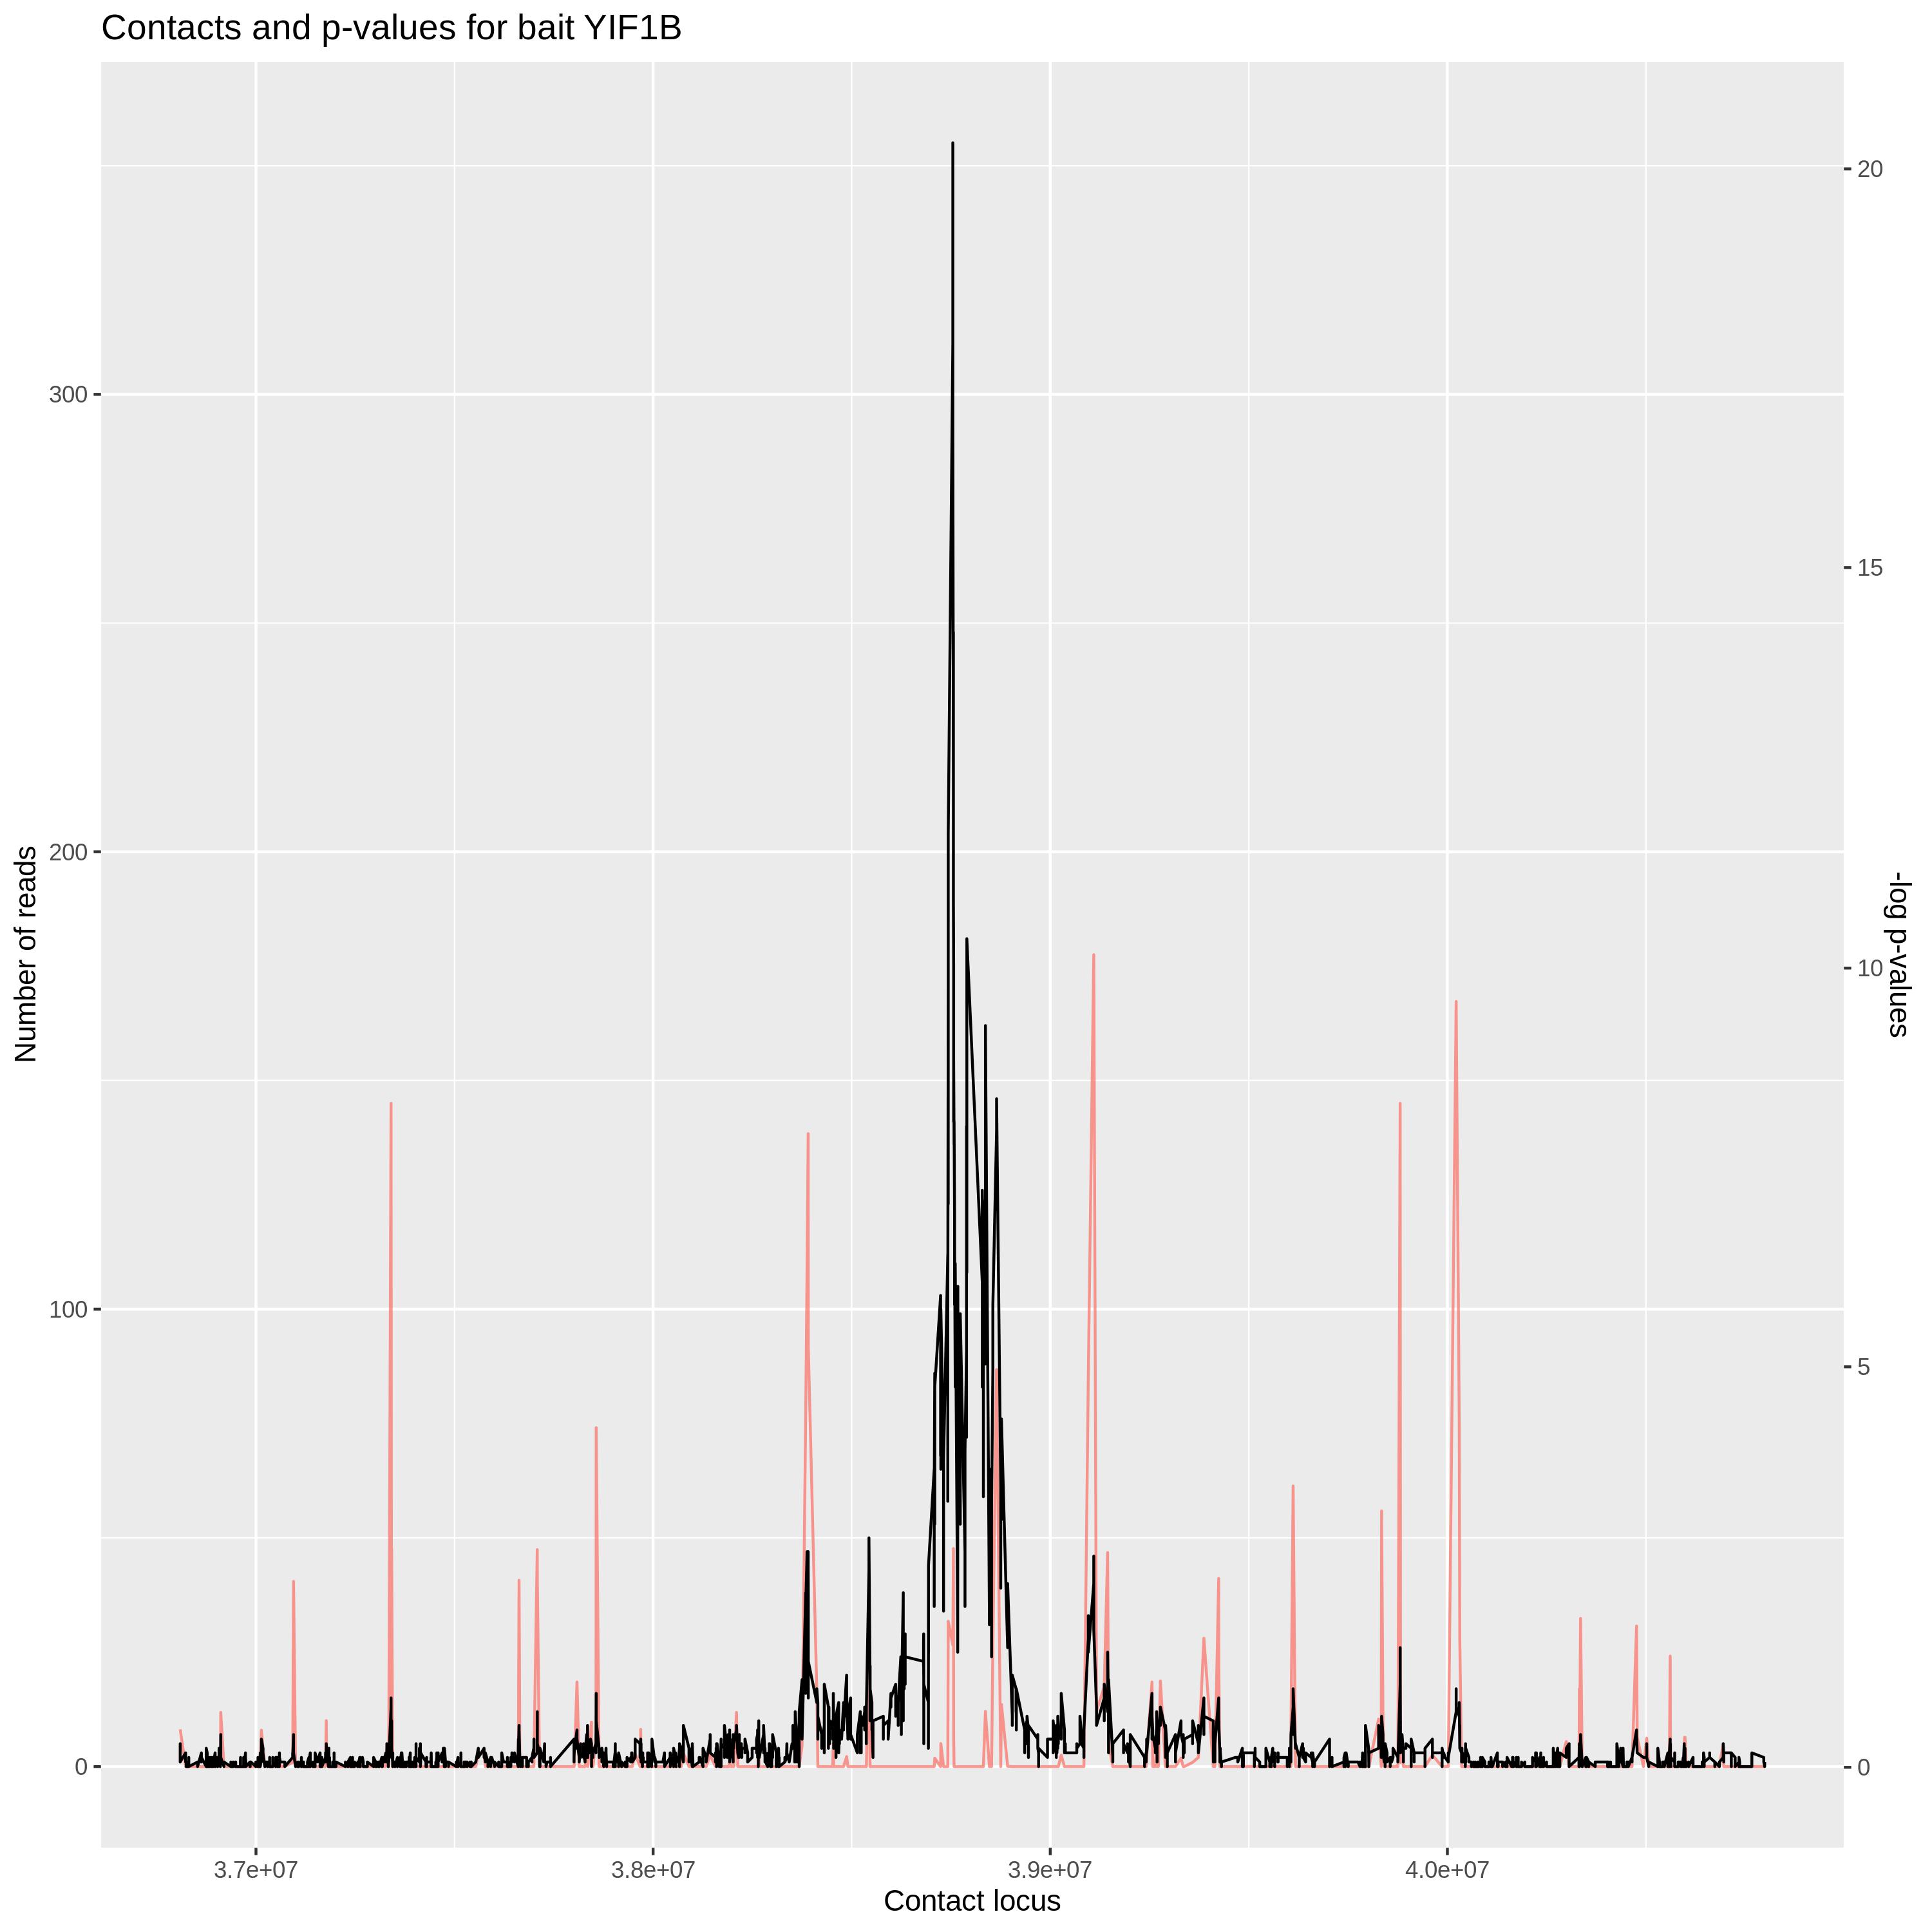 Contacts and p-values for bait YIF1B
Number of reads
300
200
100
0
20
15
10
5
0
-log p-values
3.7e+07
3.8e+07
3.9e+07
4.0e+07
Contact locus